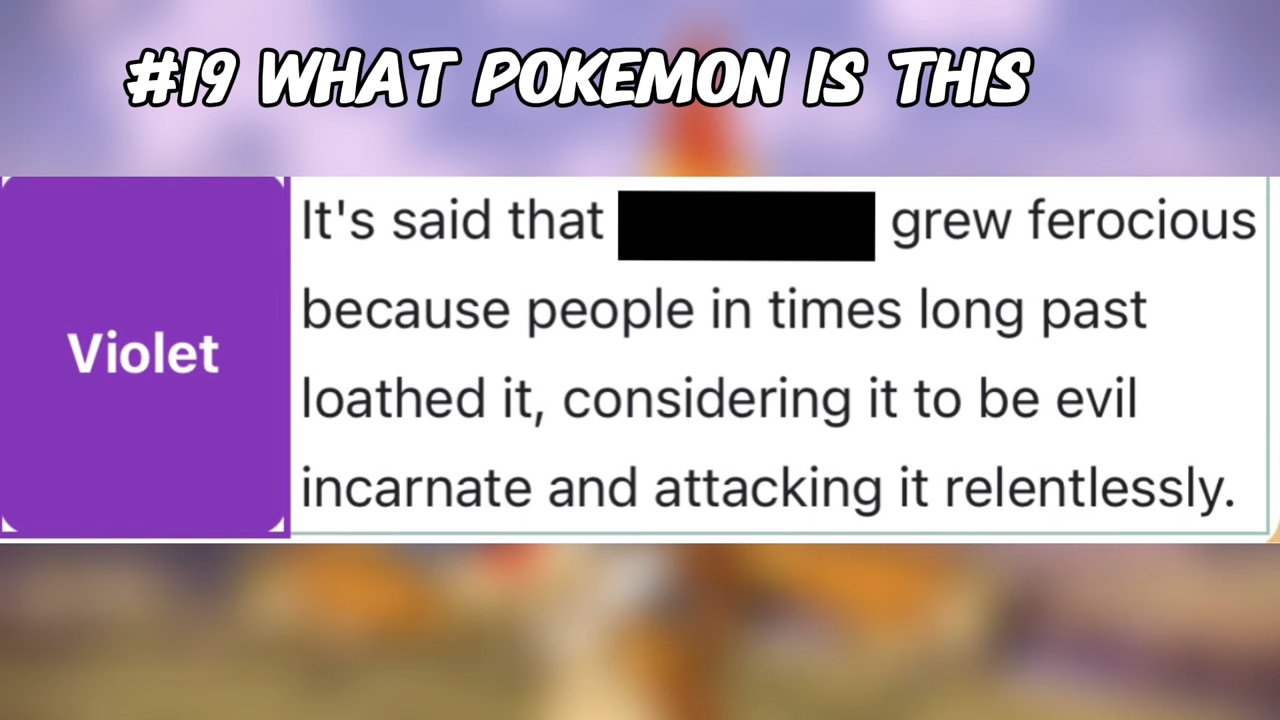 #19 WHAT POKEMON IS THIS
It's said that grew ferocious
because people in times long past
Violet
loathed it, considering it to be evil
incarnate and attacking it relentlessly.